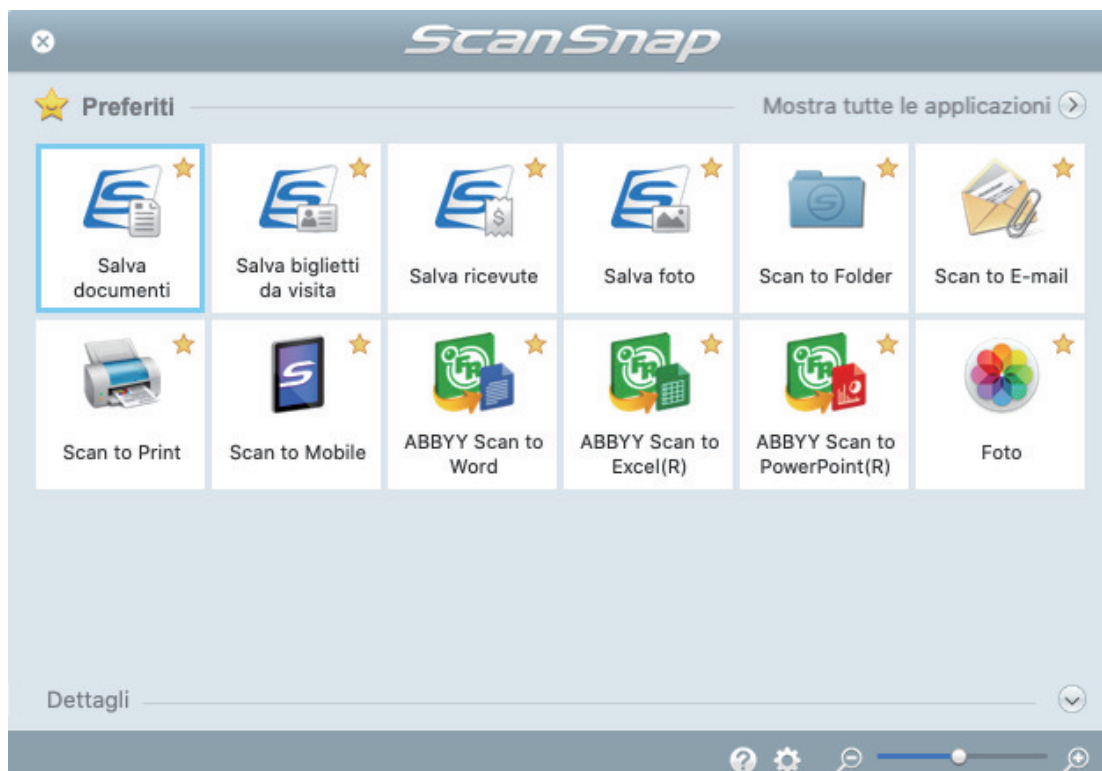 ScanSnap
Preferiti
Mostra tutte le applicazioni
Salva
documenti
Salva biglietti
da visita
Salva ricevute
Salva foto
Scan to Folder
Scan to E-mail
Scan to Print
Scan to Mobile
ABBYY Scan to
Word
ABBYY Scan to
Excel(R)
ABBYY Scan to
PowerPoint(R)
Foto
Dettagli